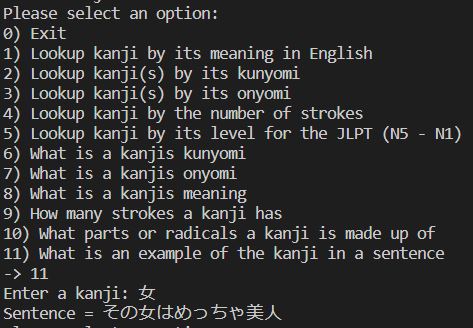 Please select an option:
0) Exit
1) Lookup kanji by its meaning in English
2) Lookup kanji(s) by its kunyomi
3) Lookup kanji(s) by its onyomi
4) Lookup kanji by the number of strokes
5) Lookup kanji by its level for the JLPT (N5 - N1)
6) What is a kanjis kunyomi
7) What is a kanjis onyomi
8) What is a kanjis meaning
9) How many strokes a kanji has
10) What parts or radicals a kanji is made up of
11) What is an example of the kanji in a sentence
-> 11
Enter a kanji: 女
Sentence = その女はめっちゃ美人